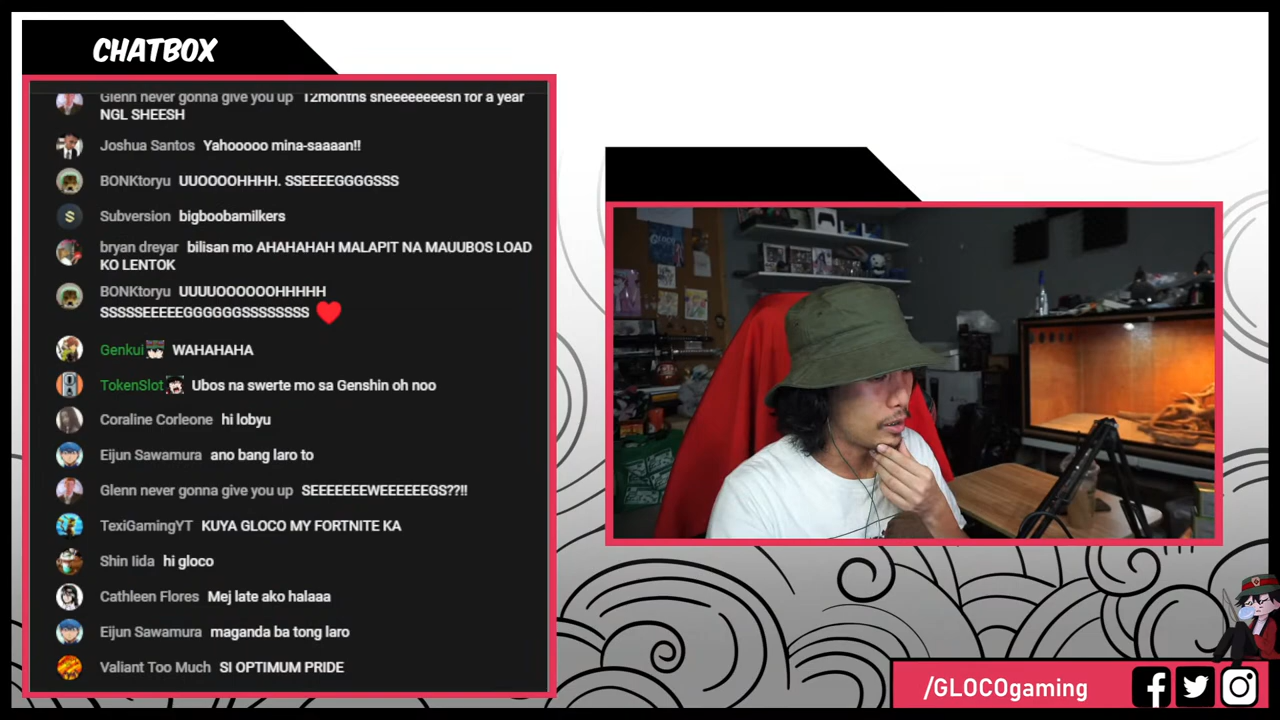 CHATBOX
Glenn never gonna give you up 12months sheeeeeeesh for a year
NGL SHEESH
Joshua Santos Yahooooo mina-saaaan!!
BONKtoryu UUOOOOHHHH. SSEEEEGGGGSSS
$ Subversion bigboobamilkers
bryan dreyar bilisan mo AHAHAHAH MALAPIT NA MAUUBOS LOAD
KO LENTOK
BONKtoryu UUUUOOOOOOHHHHH
SSSSSEEEEEGGGGGGSSSSSSSS ❤
Genkui WAHAHAHA
TokenSlot Ubos na swerte mo sa Genshin oh noo
Coraline Corleone hi lobyu
Eijun Sawamura ano bang laro to
Glenn never gonna give you up SEEEEEEEWEEEEEEGS??!!
TexiGamingYT KUYA GLOCO MY FORTNITE KA
Shin Iida hi gloco
Cathleen Flores Mej late ako halaaa
Eijun Sawamura maganda ba tong laro
Valiant Too Much SI OPTIMUM PRIDE
/GLOCOgaming